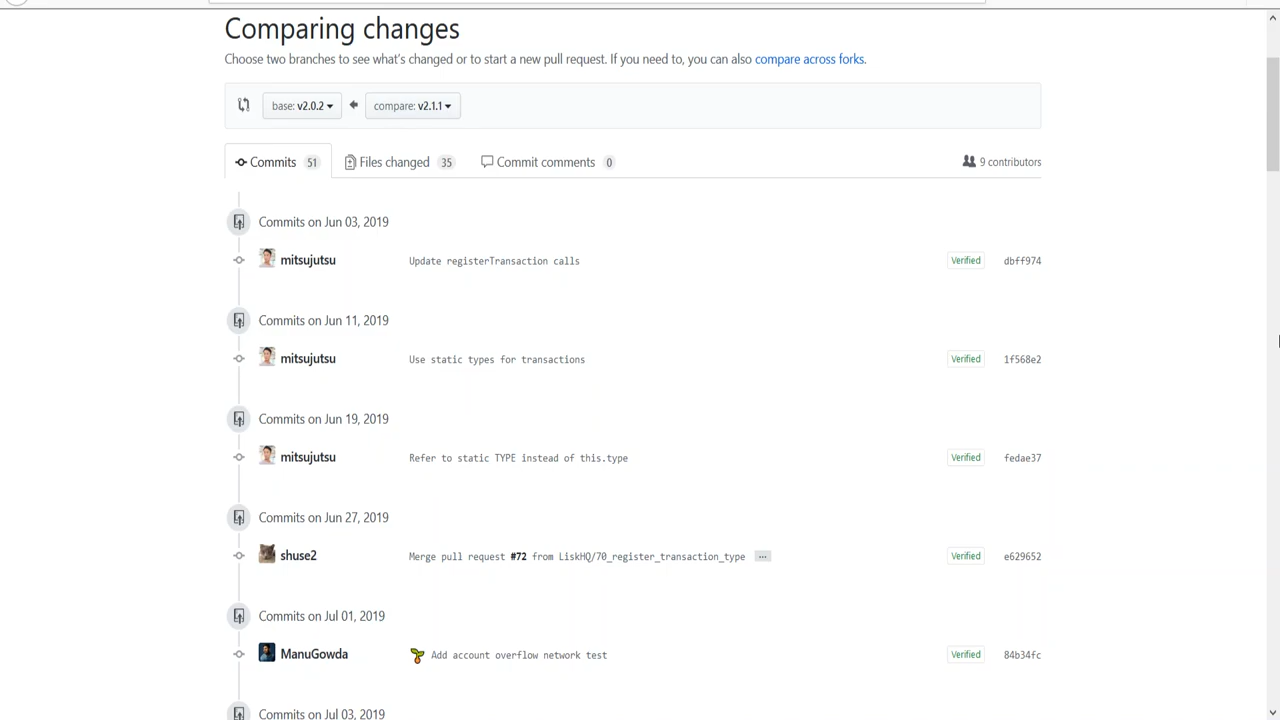 Comparing changes
Choose two branches to see what's changed or to start a new pull request. If you need to, you can also compare across forks.
base: v2.0.2 compare: v2.1.1
Commits 51 Files changed 35 Commit comments 0 9 contributors
Commits on Jun 03, 2019
mitsujutsu Update registerTransaction calls Verified dbff974
Commits on Jun 11, 2019
mitsujutsu Use static types for transactions Verified 1f568e2
Commits on Jun 19, 2019
mitsujutsu Refer to static TYPE instead of this.type Verified fedae37
Commits on Jun 27, 2019
shuse2 Merge pull request #72 from LiskHQ/70_register_transaction_type ... Verified e629652
Commits on Jul 01, 2019
ManuGowda Add account overflow network test Verified 84b34fc
Commits on Jul 03, 2019